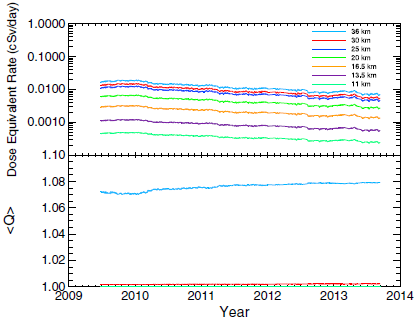 Dose Equivalent Rate (cSv/day)
1.0000
0.1000
0.0100
0.0010
36 km
30 km
25 km
20 km
16.5 km
13.5 km
11 km
<Q>
1.10
1.08
1.06
1.04
1.02
1.00
2009 2010 2011 2012 2013 2014
Year